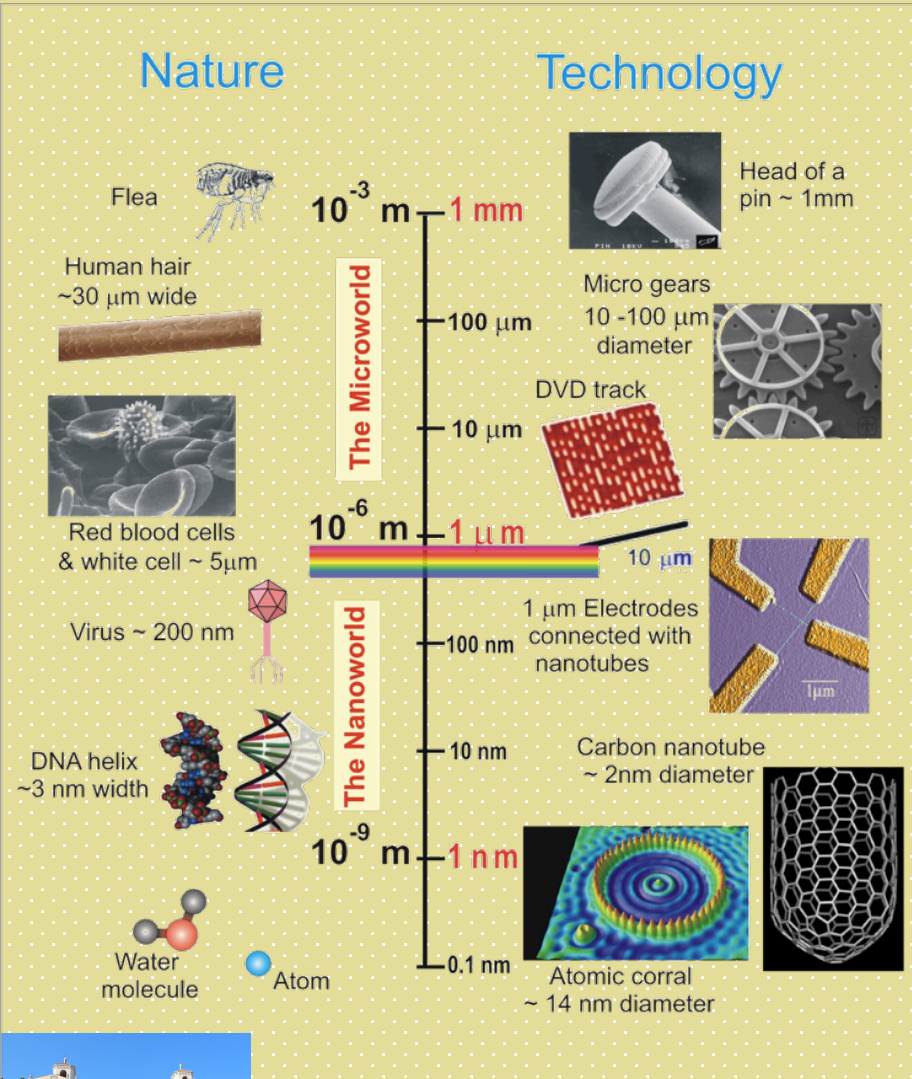 Nature
Technology
Flea
10-3 m
1 mm
Head of a
pin ~ 1mm
PIN 10KV
Human hair
~30 μm wide
The Microworld
100 μm
Micro gears
10 -100 μm
diameter
DVD track
10 μm
10-6 m
1 μ m
10 μm
Red blood cells
& white cell ~ 5μm
Virus ~ 200 nm
The Nanoworld
100 nm
1 μm Electrodes
connected with
nanotubes
1μm
DNA helix
~3 nm width
10 nm
Carbon nanotube
~ 2nm diameter
10-9 m
1 nm
Water
molecule
Atom
0.1 nm
Atomic corral
~ 14 nm diameter